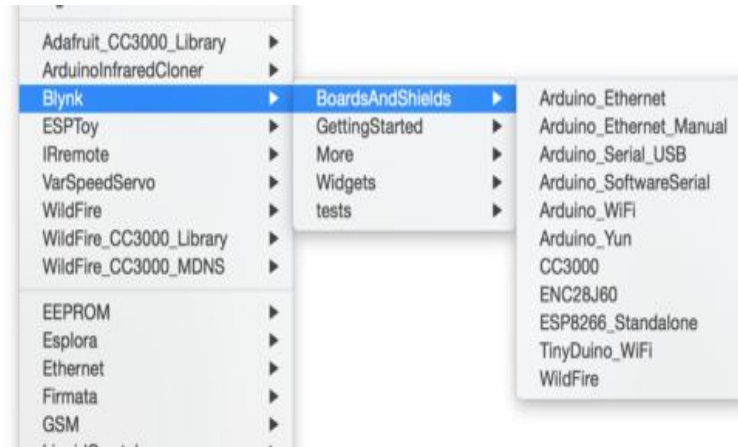 Adafruit_CC3000_Library
ArduinoInfraredCloner
Blynk
ESPToy
IRremote
VarSpeedServo
WildFire
WildFire_CC3000_Library
WildFire_CC3000_MDNS
EEPROM
Esplora
Ethernet
Firmata
GSM
BoardsAndShields
GettingStarted
More
Widgets
tests
Arduino_Ethernet
Arduino_Ethernet_Manual
Arduino_Serial_USB
Arduino_SoftwareSerial
Arduino_WiFi
Arduino_Yun
CC3000
ENC28J60
ESP8266_Standalone
TinyDuino_WiFi
WildFire